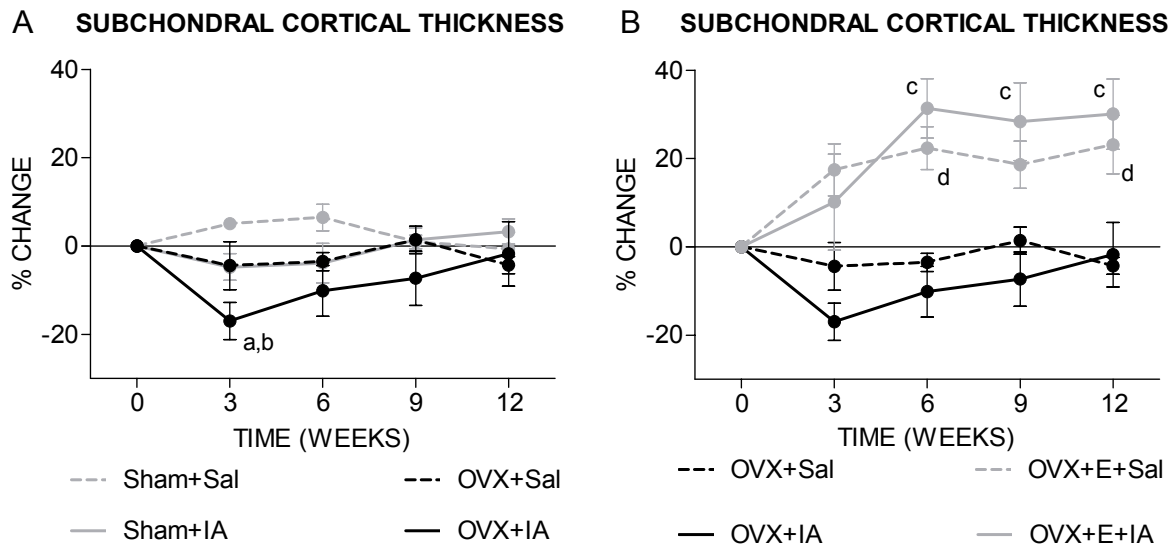 A SUBCHONDRAL CORTICAL THICKNESS
40
20
0
-20
% CHANGE
a,b
0 3 6 9 12
TIME (WEEKS)
Sham+Sal OVX+Sal
Sham+IA OVX+IA
B SUBCHONDRAL CORTICAL THICKNESS
40
20
0
-20
% CHANGE
c c c
d d
0 3 6 9 12
TIME (WEEKS)
OVX+Sal OVX+E+Sal
OVX+IA OVX+E+IA